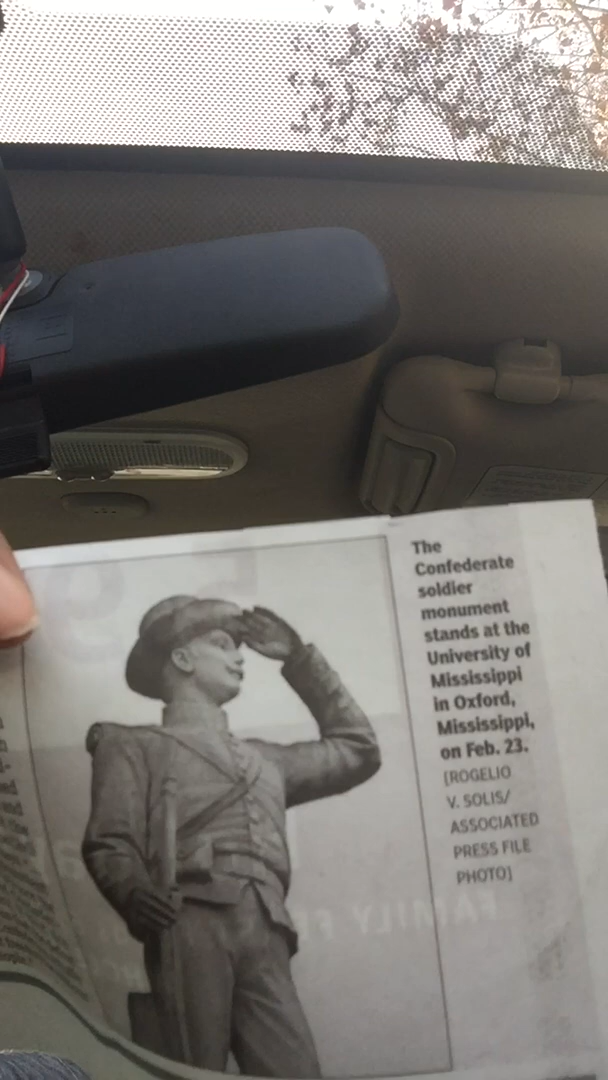 The
Confederate
soldier
monument
stands at the
University of
Mississippi
in Oxford,
Mississippi,
on Feb. 23.
[ROGELIO
V. SOLIS/
ASSOCIATED
PRESS FILE
PHOTO]
FAMILY